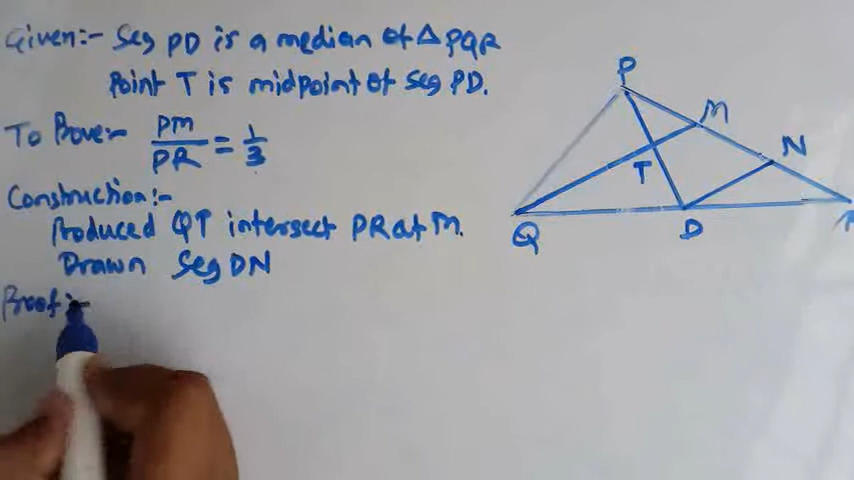 Given:- Seg PD is a median of Δ PQR
Point T is midpoint of Seg PD.
To Prove:- PM/PR = 1/3
Construction:-
Produced QT intersect PR at M.
Drawn Seg DN
Proof:-
P
M
N
T
Q
D